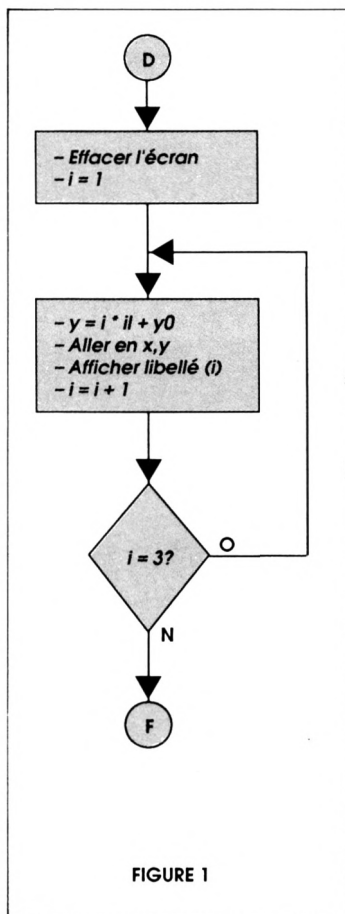 D
– Effacer l'écran
– i = 1
– y = i * il + y0
– Aller en x,y
– Afficher libellé (i)
– i = i + 1
i = 3?
O
N
F
FIGURE 1